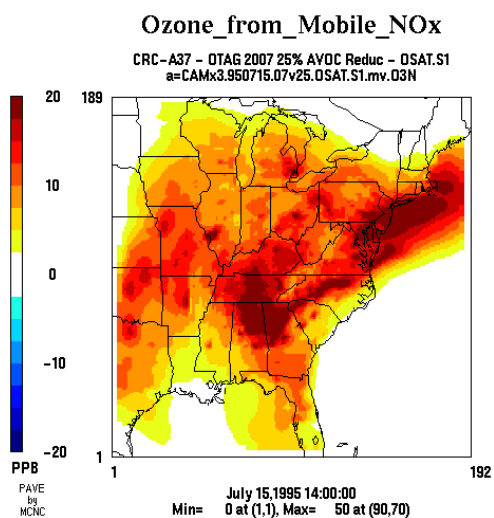 Ozone_from_Mobile_NOx
CRC-A37 - OTAG 2007 25% AVOC Reduc - OSAT.S1
a=CAMx3.950715.07v25.OSAT.S1.mv.O3N
20
10
0
-10
-20
PPB
PAVE
by
MCNC
189
1
1
192
July 15,1995 14:00:00
Min= 0 at (1,1), Max= 50 at (90,70)